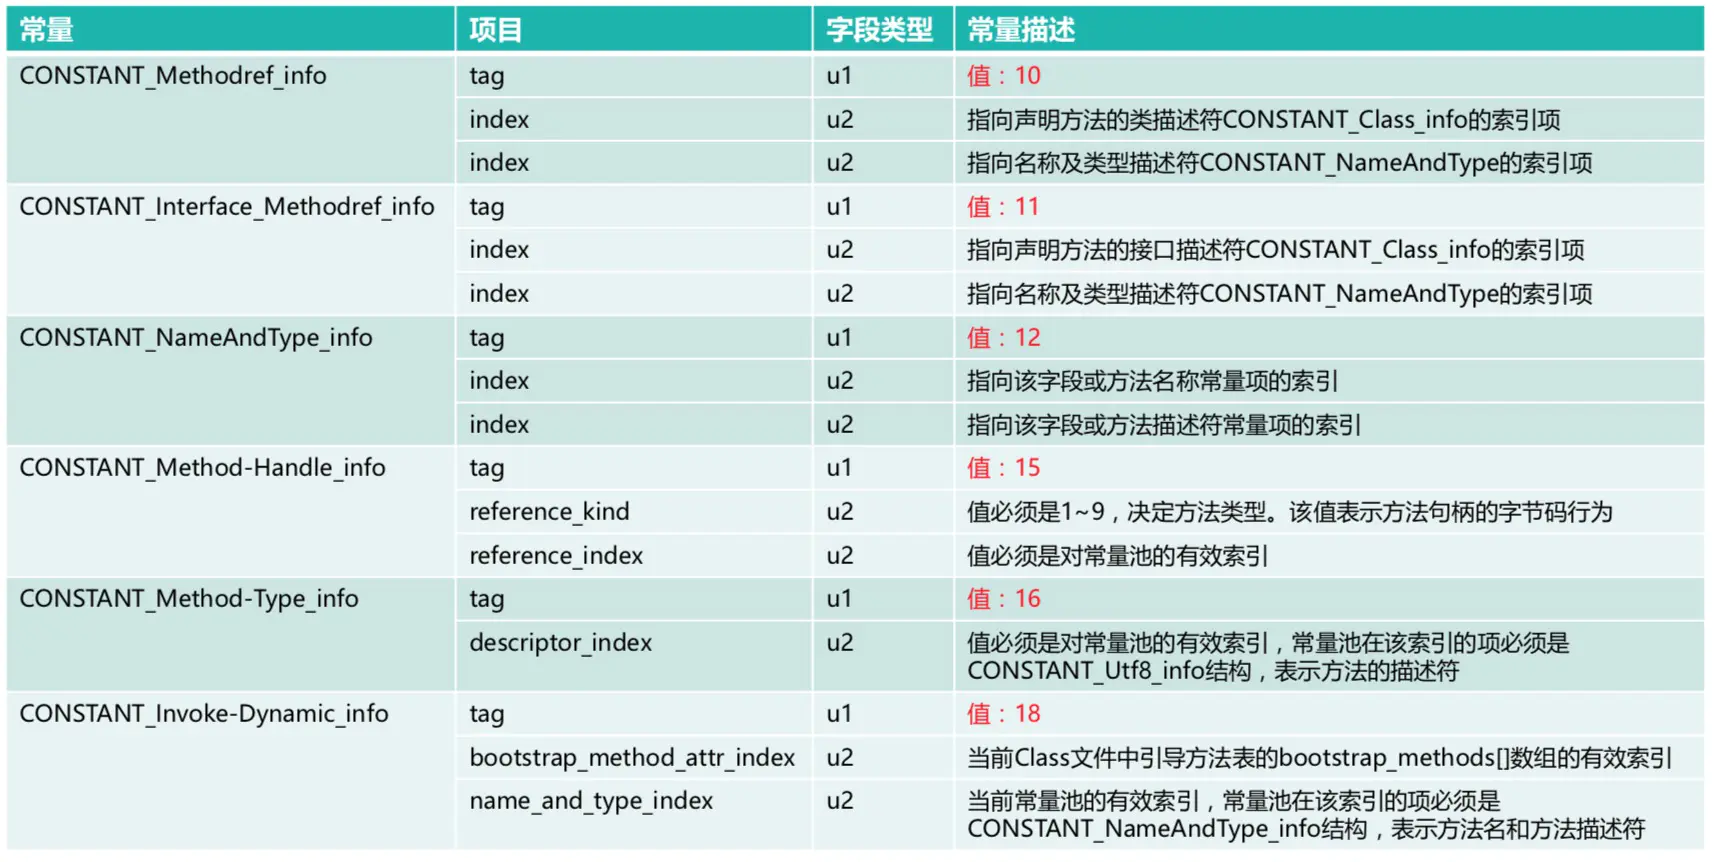 常量 项目 字段类型 常量描述
CONSTANT_Methodref_info tag u1 值：10
index u2 指向声明方法的类描述符CONSTANT_Class_info的索引项
index u2 指向名称及类型描述符CONSTANT_NameAndType的索引项
CONSTANT_Interface_Methodref_info tag u1 值：11
index u2 指向声明方法的接口描述符CONSTANT_Class_info的索引项
index u2 指向名称及类型描述符CONSTANT_NameAndType的索引项
CONSTANT_NameAndType_info tag u1 值：12
index u2 指向该字段或方法名称常量项的索引
index u2 指向该字段或方法描述符常量项的索引
CONSTANT_Method-Handle_info tag u1 值：15
reference_kind u2 值必须是1~9，决定方法类型。该值表示方法句柄的字节码行为
reference_index u2 值必须是对常量池的有效索引
CONSTANT_Method-Type_info tag u1 值：16
descriptor_index u2 值必须是对常量池的有效索引，常量池在该索引的项必须是
CONSTANT_Utf8_info结构，表示方法的描述符
CONSTANT_Invoke-Dynamic_info tag u1 值：18
bootstrap_method_attr_index u2 当前Class文件中引导方法表的bootstrap_methods[]数组的有效索引
name_and_type_index u2 当前常量池的有效索引，常量池在该索引的项必须是
CONSTANT_NameAndType_info结构，表示方法名和方法描述符